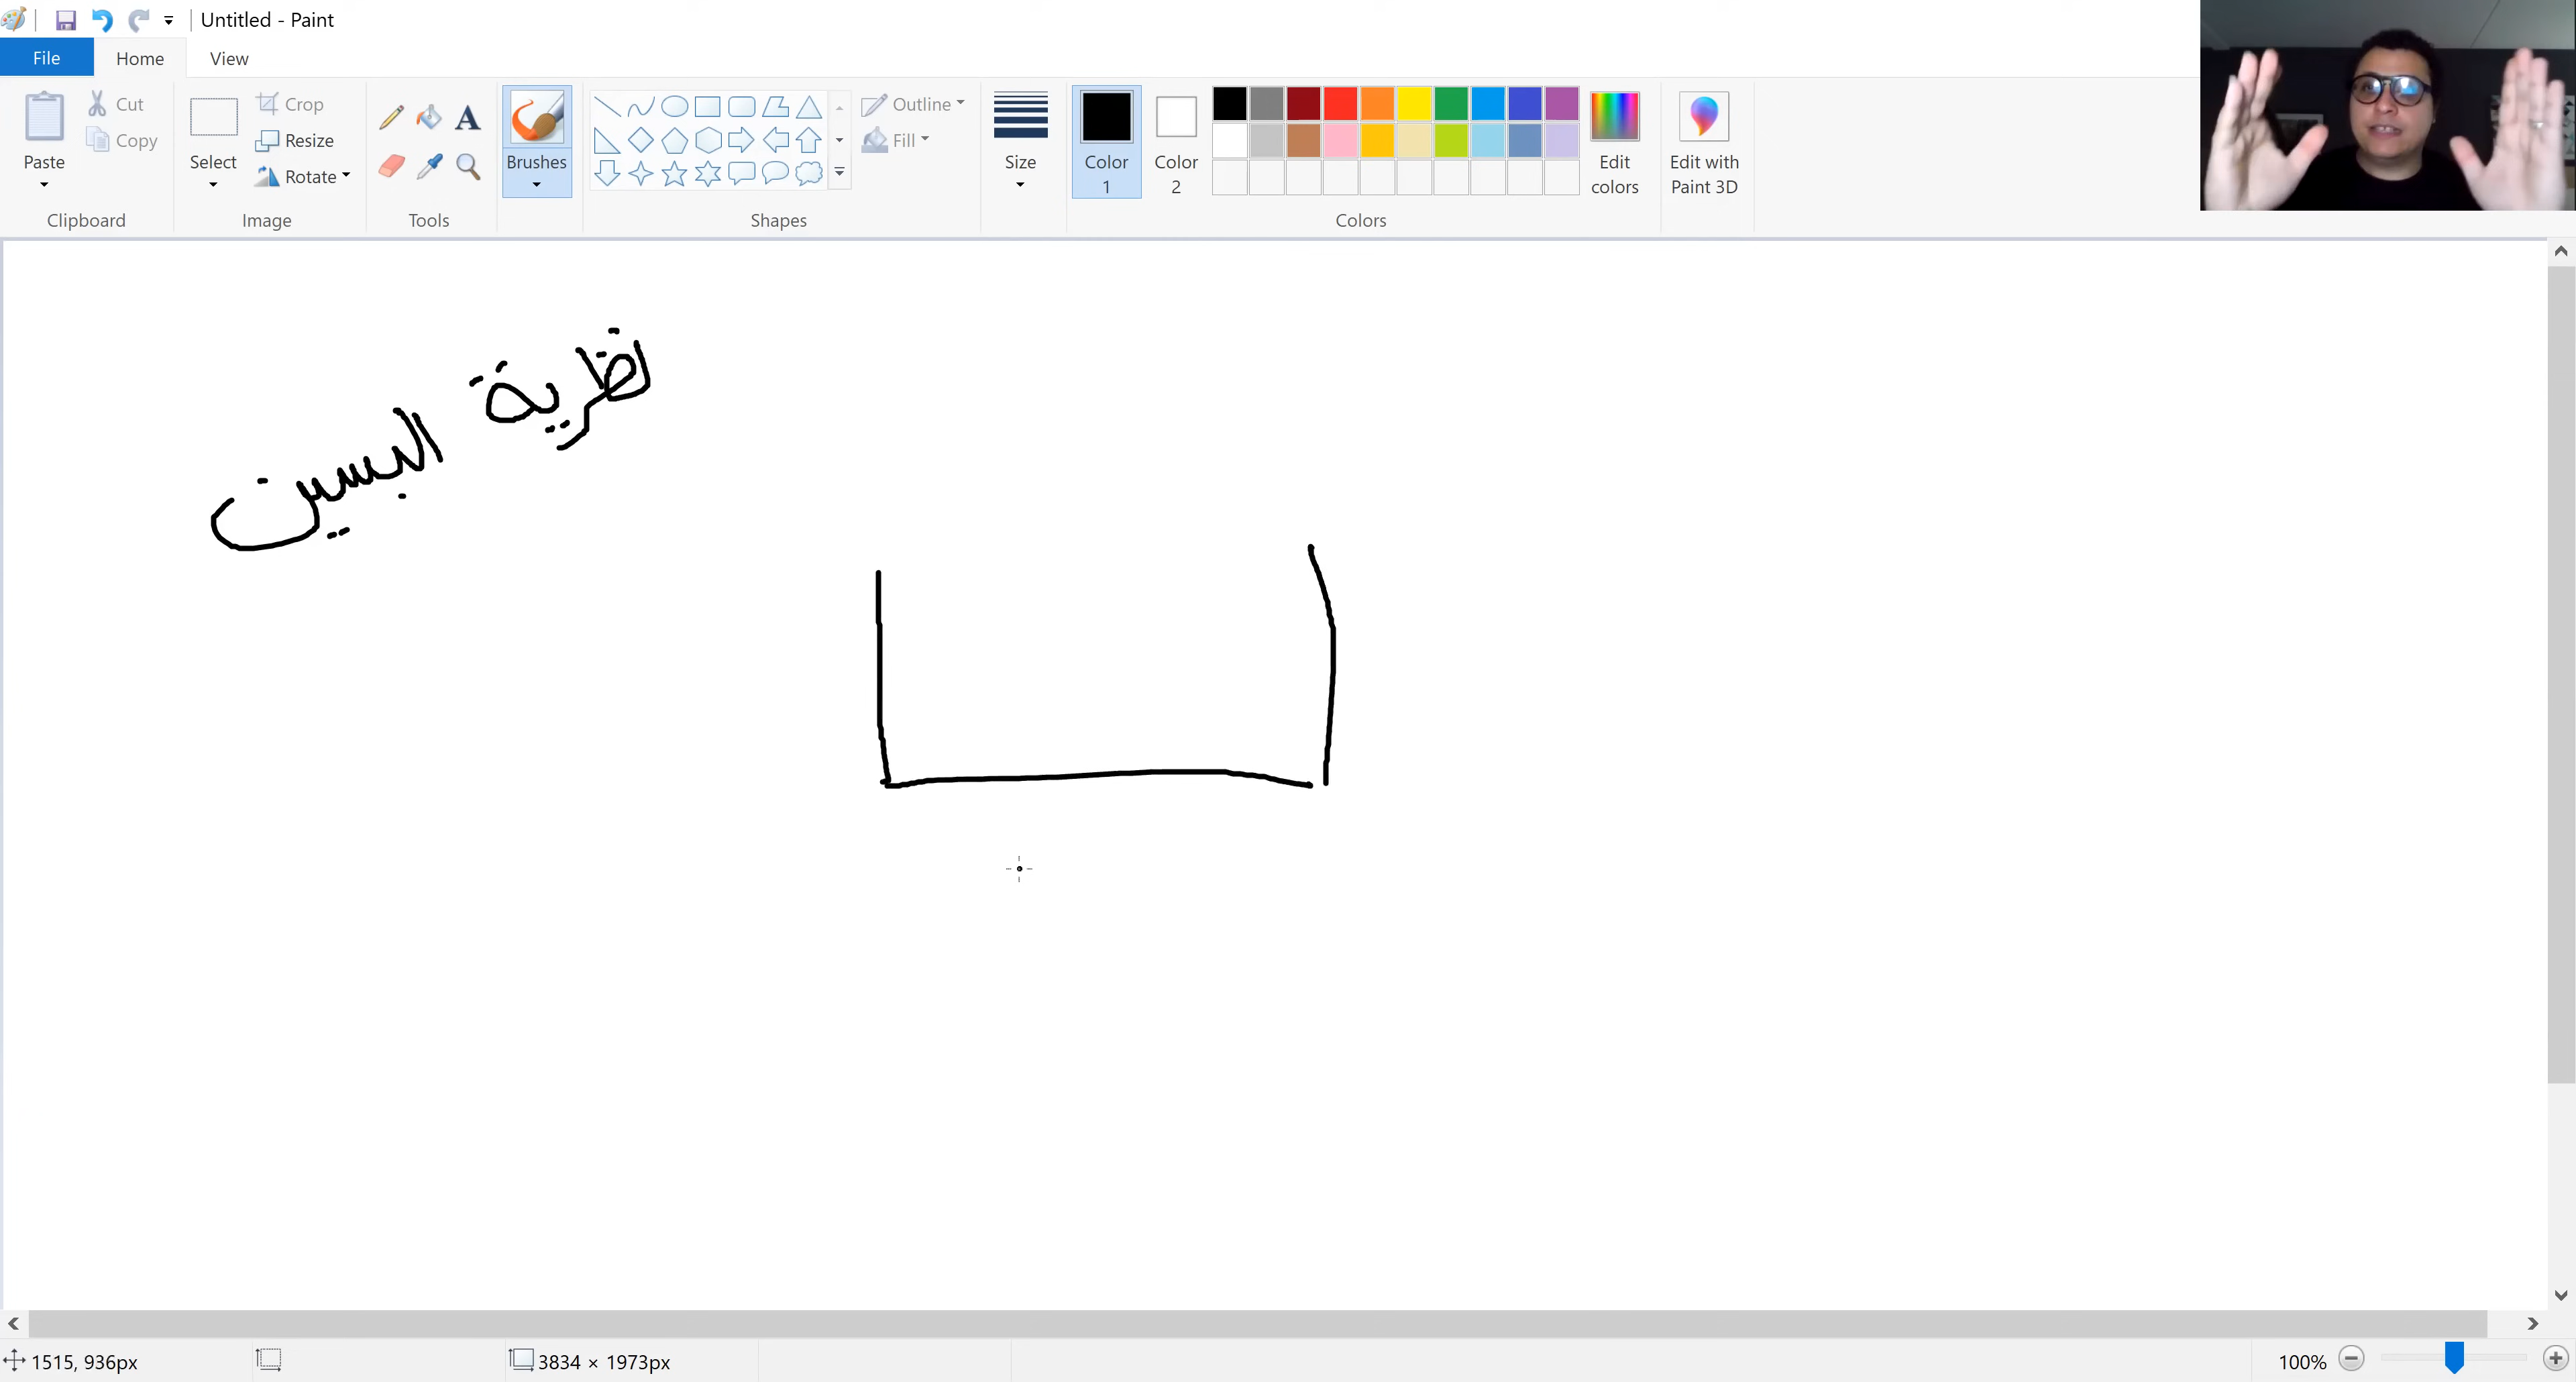 Untitled - Paint
File Home View
Paste
Cut
Copy
Clipboard
Select
Crop
Resize
Rotate
Image
A
Tools
Brushes
Shapes
Outline
Fill
Size
Color 1
Color 2
Colors
Edit colors
Edit with Paint 3D
نظرية البسين
1515, 936px
3834 × 1973px
100%